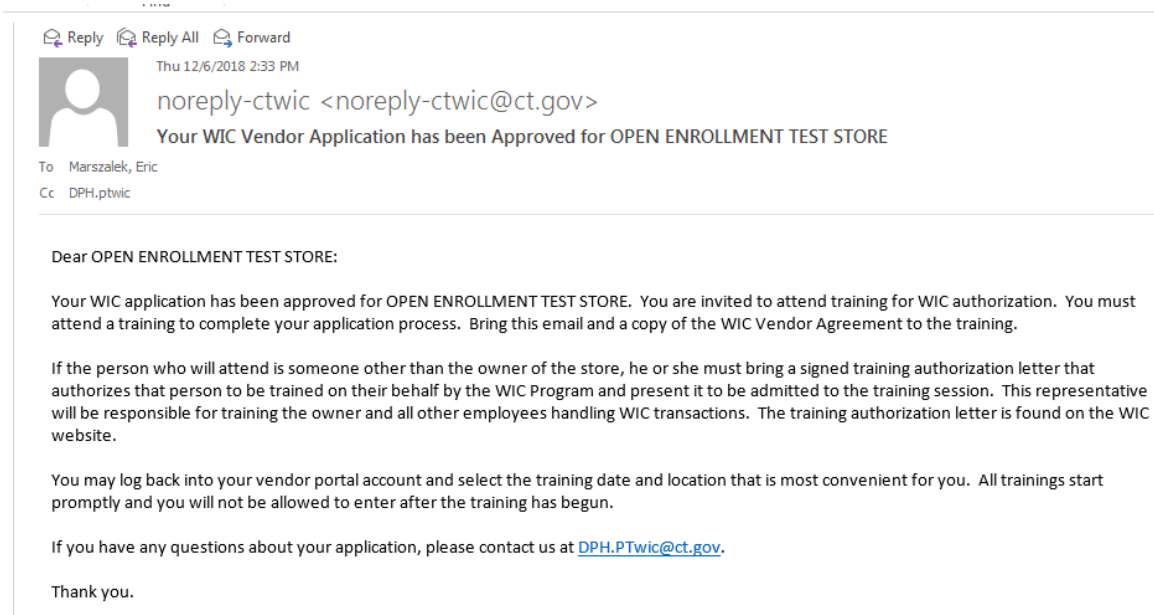 Reply Reply All Forward
Thu 12/6/2018 2:33 PM
noreply-ctwic <noreply-ctwic@ct.gov>
Your WIC Vendor Application has been Approved for OPEN ENROLLMENT TEST STORE
To Marszalek, Eric
Cc DPH.ptwic
Dear OPEN ENROLLMENT TEST STORE:
Your WIC application has been approved for OPEN ENROLLMENT TEST STORE. You are invited to attend training for WIC authorization. You must
attend a training to complete your application process. Bring this email and a copy of the WIC Vendor Agreement to the training.
If the person who will attend is someone other than the owner of the store, he or she must bring a signed training authorization letter that
authorizes that person to be trained on their behalf by the WIC Program and present it to be admitted to the training session. This representative
will be responsible for training the owner and all other employees handling WIC transactions. The training authorization letter is found on the WIC
website.
You may log back into your vendor portal account and select the training date and location that is most convenient for you. All trainings start
promptly and you will not be allowed to enter after the training has begun.
If you have any questions about your application, please contact us at DPH.PTwic@ct.gov.
Thank you.